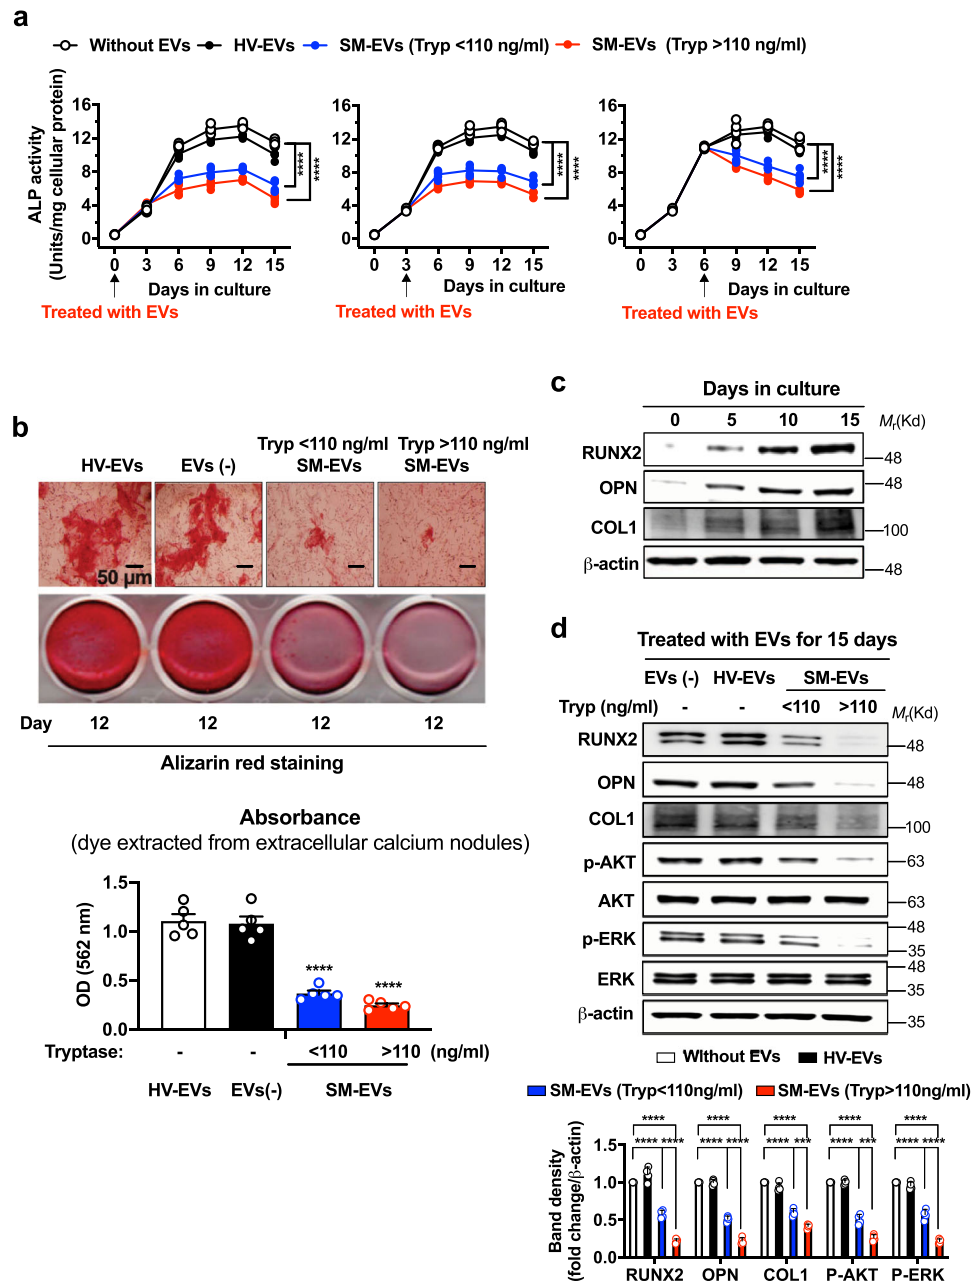 a
Without EVs HV-EVs SM-EVs (Tryp <110 ng/ml) SM-EVs (Tryp >110 ng/ml)
ALP activity
(Units/mg cellular protein)
16
12
8
4
0
****
****
0 3 6 9 12 15
Days in culture
Treated with EVs
16
12
8
4
0
****
****
0 3 6 9 12 15
Days in culture
Treated with EVs
16
12
8
4
0
****
****
0 3 6 9 12 15
Days in culture
Treated with EVs
b
HV-EVs EVs (-) Tryp <110 ng/ml SM-EVs Tryp >110 ng/ml SM-EVs
50 µm
Day 12 12 12 12
Alizarin red staining
Absorbance
(dye extracted from extracellular calcium nodules)
OD (562 nm)
1.5
1.0
0.5
0.0
**** ****
Tryptase: - - <110 >110 (ng/ml)
HV-EVs EVs(-) SM-EVs
c
Days in culture
0 5 10 15 Mr(Kd)
RUNX2 48
OPN 48
COL1 100
β-actin 48
d
Treated with EVs for 15 days
EVs (-) HV-EVs SM-EVs
Tryp (ng/ml) - - <110 >110 Mr(Kd)
RUNX2 48
OPN 48
COL1 100
p-AKT 63
AKT 63
p-ERK 48 35
ERK 48 35
β-actin 35
WIthout EVs HV-EVs
SM-EVs (Tryp<110ng/ml) SM-EVs (Tryp>110ng/ml)
Band density
(fold change/β-actin)
1.5
1.0
0.5
0.0
**** **** **** **** ****
**** **** **** **** **** *** **** *** **** ****
RUNX2 OPN COL1 P-AKT P-ERK